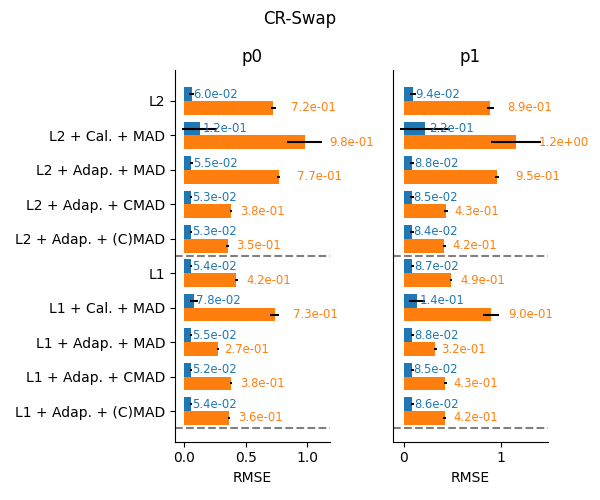 CR-Swap
p0 p1
L2 6.0e-02 9.4e-02
7.2e-01 8.9e-01
L2 + Cal. + MAD 1.2e-01 2.2e-01
9.8e-01 1.2e+00
L2 + Adap. + MAD 5.5e-02 8.8e-02
7.7e-01 9.5e-01
L2 + Adap. + CMAD 5.3e-02 8.5e-02
3.8e-01 4.3e-01
L2 + Adap. + (C)MAD 5.3e-02 8.4e-02
3.5e-01 4.2e-01
L1 5.4e-02 8.7e-02
4.2e-01 4.9e-01
L1 + Cal. + MAD 7.8e-02 1.4e-01
7.3e-01 9.0e-01
L1 + Adap. + MAD 5.5e-02 8.8e-02
2.7e-01 3.2e-01
L1 + Adap. + CMAD 5.2e-02 8.5e-02
3.8e-01 4.3e-01
L1 + Adap. + (C)MAD 5.4e-02 8.6e-02
3.6e-01 4.2e-01
0.0 0.5 1.0 0 1
RMSE RMSE